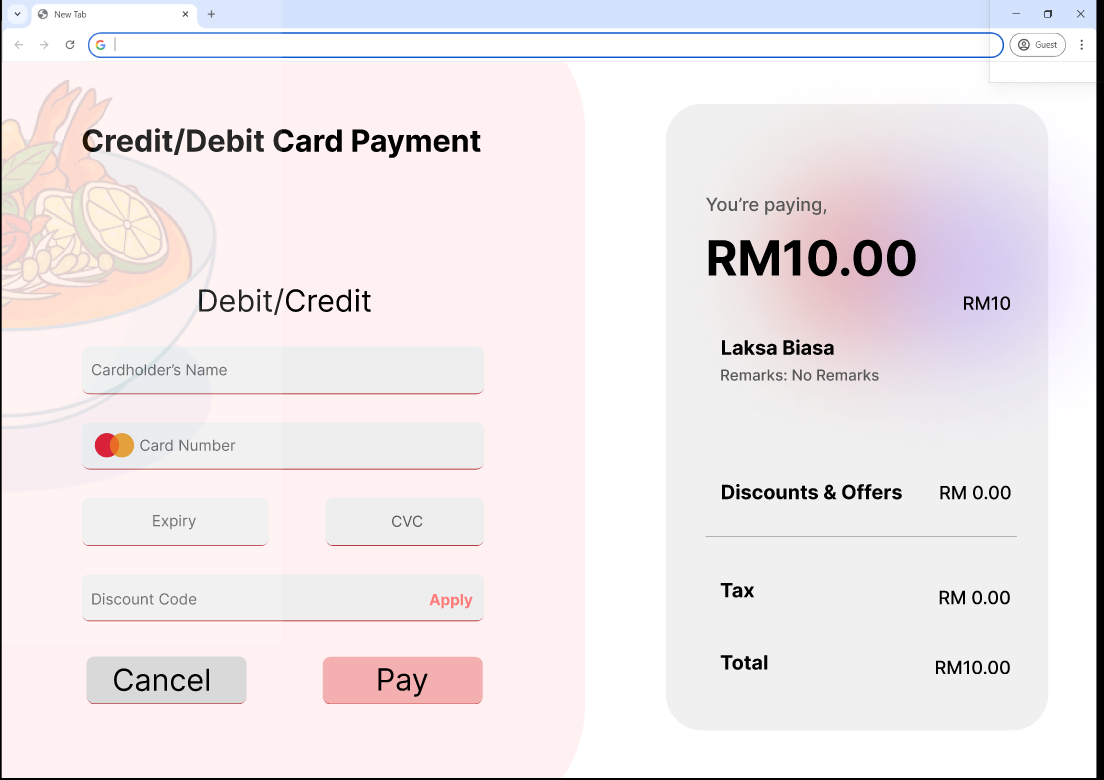 New Tab
Guest
Credit/Debit Card Payment
Debit/Credit
Cardholder’s Name
Card Number
Expiry
CVC
Discount Code
Apply
Cancel
Pay
You’re paying,
RM10.00
RM10
Laksa Biasa
Remarks: No Remarks
Discounts & Offers RM 0.00
Tax RM 0.00
Total RM10.00